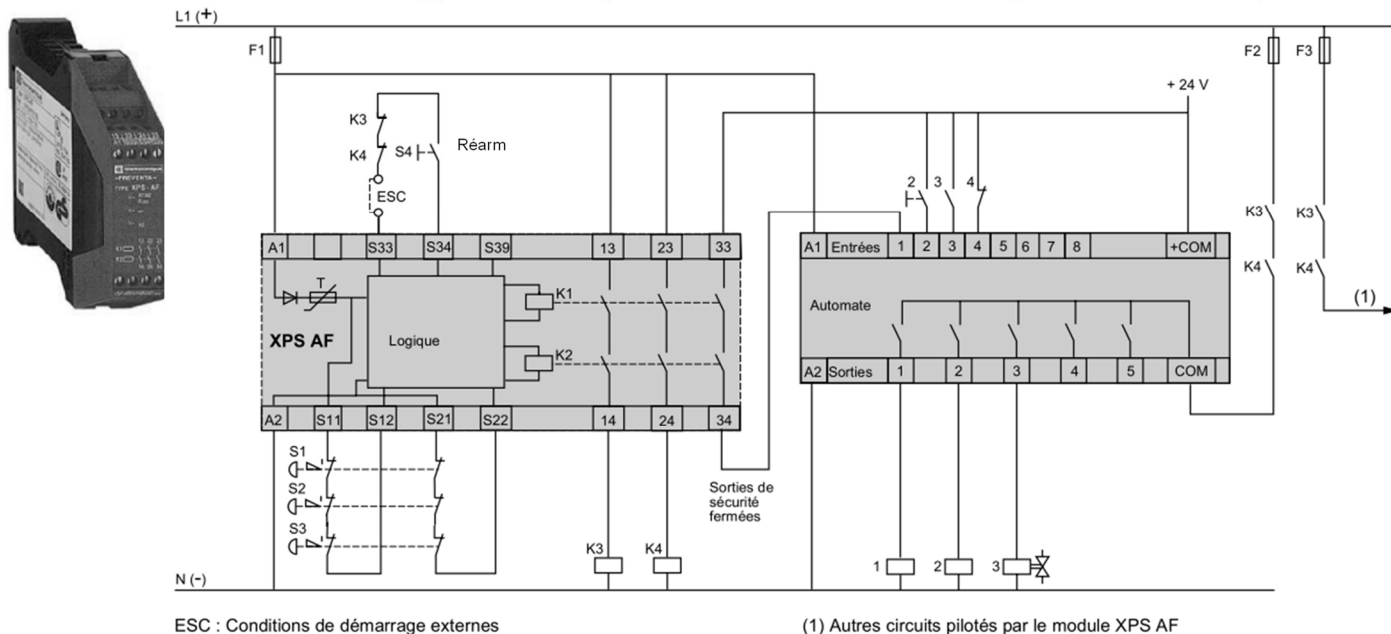 L1 (+)
F1
F2
F3
+ 24 V
K3
K4
S4
Réarm
ESC
2
3
4
K3
K3
K4
K4
(1)
A1
S33
S34
S39
13
23
33
A1
Entrées
1
2
3
4
5
6
7
8
+COM
T
K1
XPS AF
Logique
K2
Automate
A2
S11
S12
S21
S22
14
24
34
A2
Sorties
1
2
3
4
5
COM
S1
S2
S3
Sorties de
sécurité
fermées
K3
K4
1
2
3
N (-)
ESC : Conditions de démarrage externes
(1) Autres circuits pilotés par le module XPS AF
PREVENTA
TYPE XPS-AF